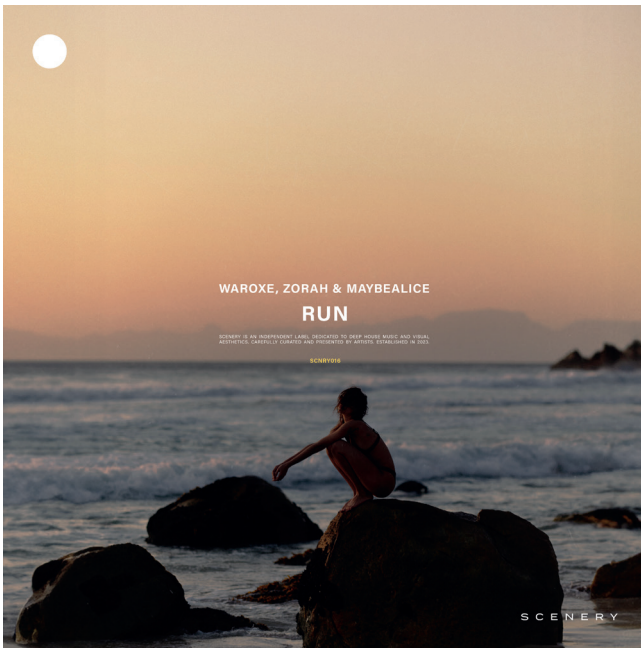 WAROXE, ZORAH & MAYBEALICE
RUN
SCENERY IS AN INDEPENDENT LABEL DEDICATED TO DEEP HOUSE MUSIC AND VISUAL
AESTHETICS, CAREFULLY CURATED AND PRESENTED BY ARTISTS. ESTABLISHED IN 2023.
SCNRY016
SCENERY